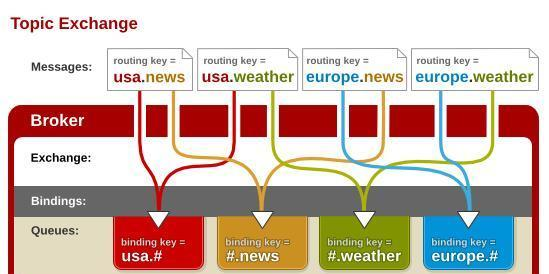 Topic Exchange
Messages:
routing key =
usa.news
routing key =
usa.weather
routing key =
europe.news
routing key =
europe.weather
Broker
Exchange:
Bindings:
Queues:
binding key =
usa.#
binding key =
#.news
binding key =
#.weather
binding key =
europe.#